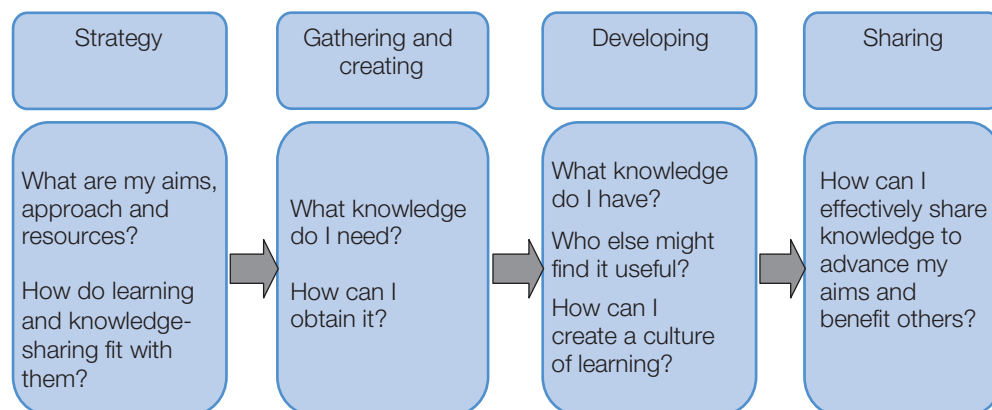 Strategy
Gathering and
creating
Developing
Sharing
What are my aims,
approach and
resources?
How do learning
and knowledge-
sharing fit with
them?
What knowledge
do I need?
How can I
obtain it?
What knowledge
do I have?
Who else might
find it useful?
How can I
create a culture
of learning?
How can I
effectively share
knowledge to
advance my
aims and
benefit others?